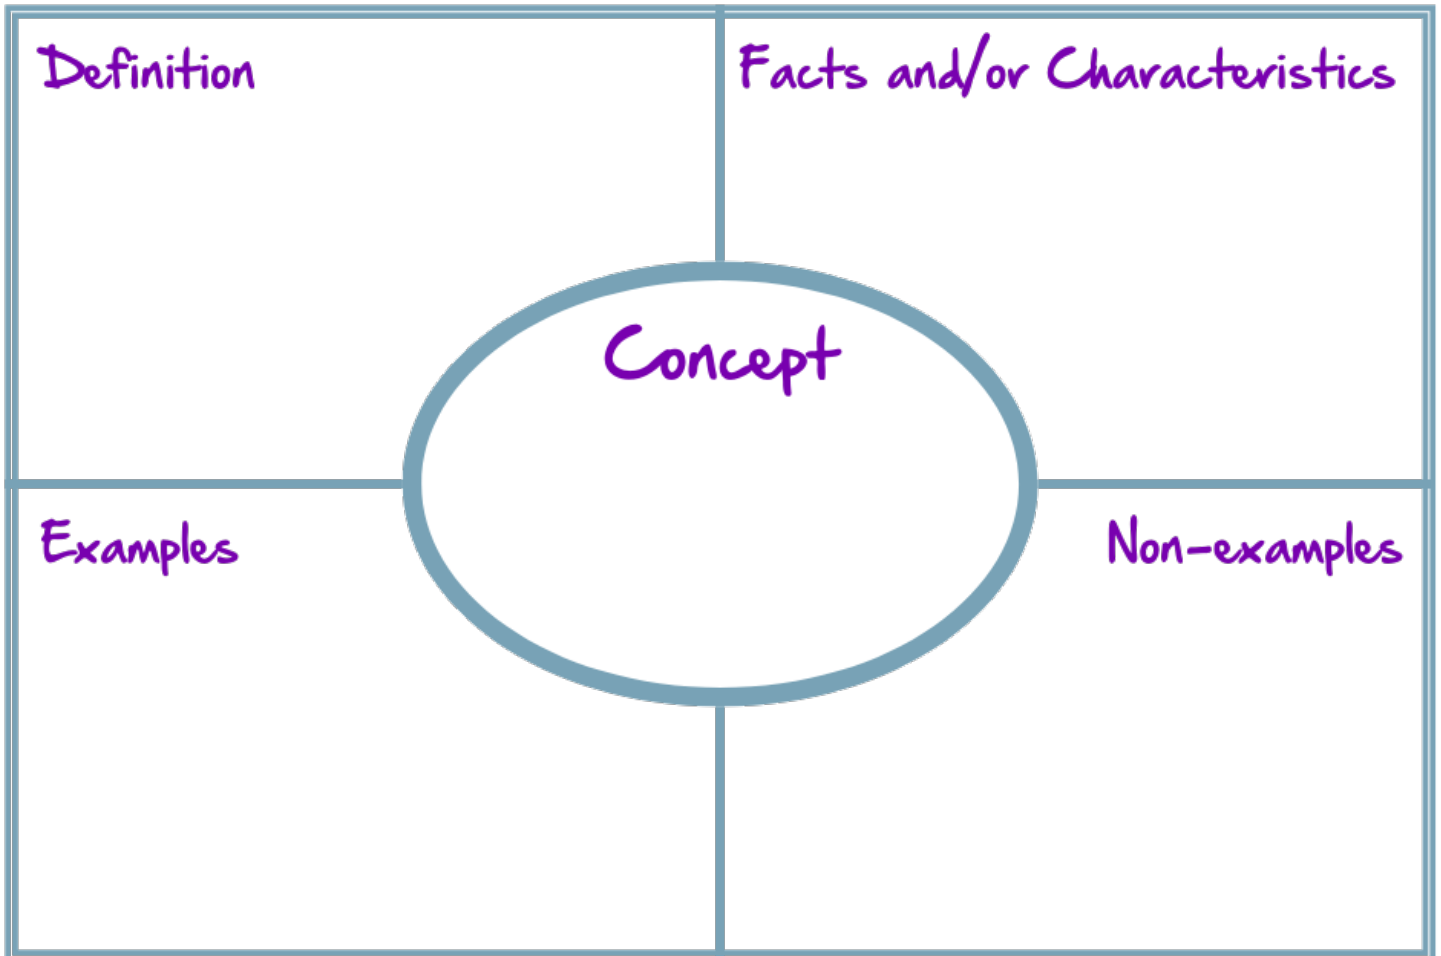 Definition
Facts and/or Characteristics
Concept
Examples
Non-examples